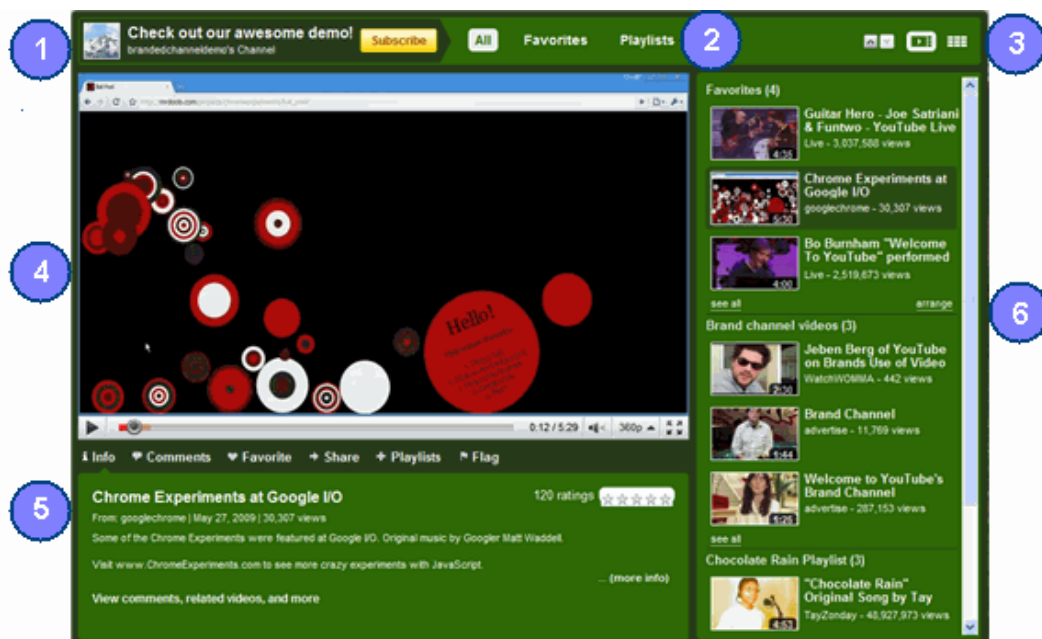 1
Check out our awesome demo!
brandedchanneldemo's Channel
Subscribe
All
Favorites
Playlists
2
3
4
Hello!
0:12 / 5:29
360p
Info
Comments
Favorite
Share
Playlists
Flag
5
Chrome Experiments at Google I/O
120 ratings
From: googlechrome | May 27, 2009 | 30,307 views
Some of the Chrome Experiments were featured at Google I/O. Original music by Googler Matt Waddell.
Visit www.ChromeExperiments.com to see more crazy experiments with JavaScript.
... (more info)
View comments, related videos, and more
6
Favorites (4)
4:35
Guitar Hero - Joe Satriani
& Funtwo - YouTube Live
Live - 3,037,588 views
5:30
Chrome Experiments at
Google I/O
googlechrome - 30,307 views
4:00
Bo Burnham "Welcome
To YouTube" performed
Live - 2,519,673 views
see all
arrange
Brand channel videos (3)
2:30
Jeben Berg of YouTube
on Brands Use of Video
WatchWOMMA - 442 views
1:44
Brand Channel
advertise - 11,769 views
1:25
Welcome to YouTube's
Brand Channel
advertise - 287,153 views
see all
Chocolate Rain Playlist (3)
4:53
"Chocolate Rain"
Original Song by Tay
TayZonday - 48,927,973 views